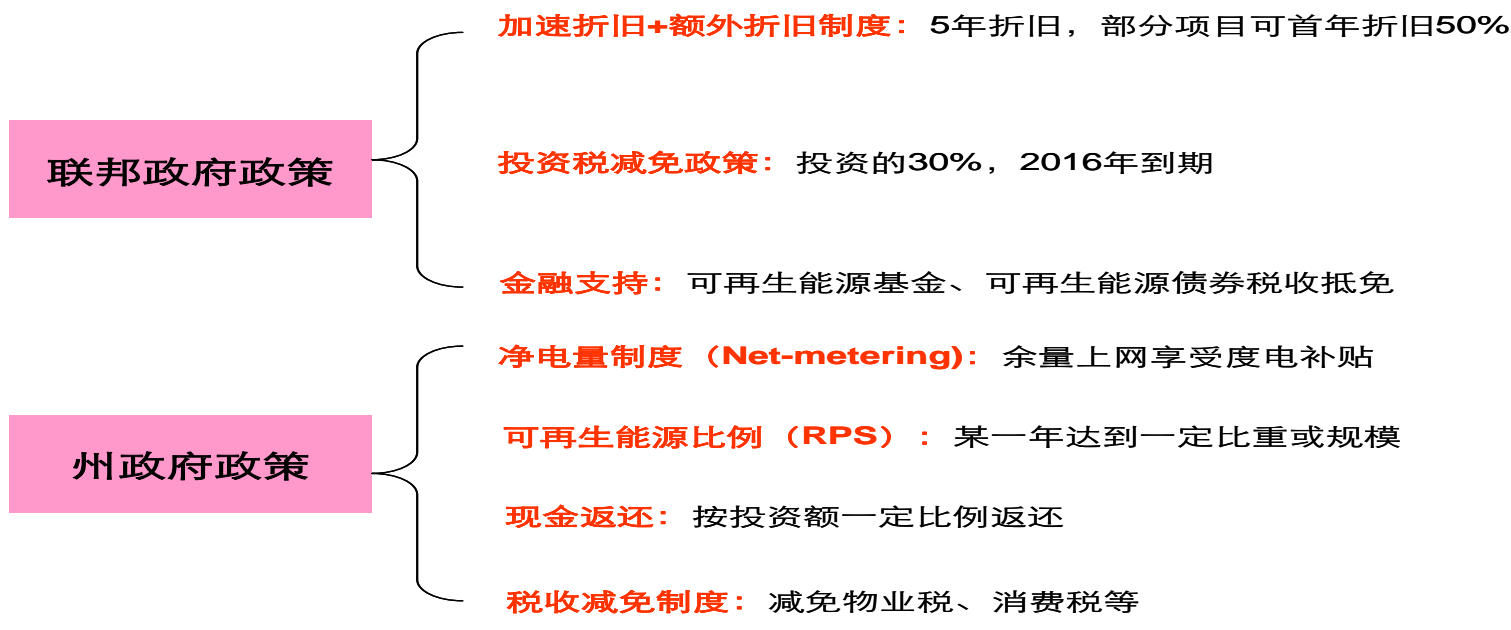 联邦政府政策
加速折旧+额外折旧制度：5年折旧，部分项目可首年折旧50%
投资税减免政策：投资的30%，2016年到期
金融支持：可再生能源基金、可再生能源债券税收抵免
州政府政策
净电量制度（Net-metering)：余量上网享受度电补贴
可再生能源比例（RPS）：某一年达到一定比重或规模
现金返还：按投资额一定比例返还
税收减免制度：减免物业税、消费税等